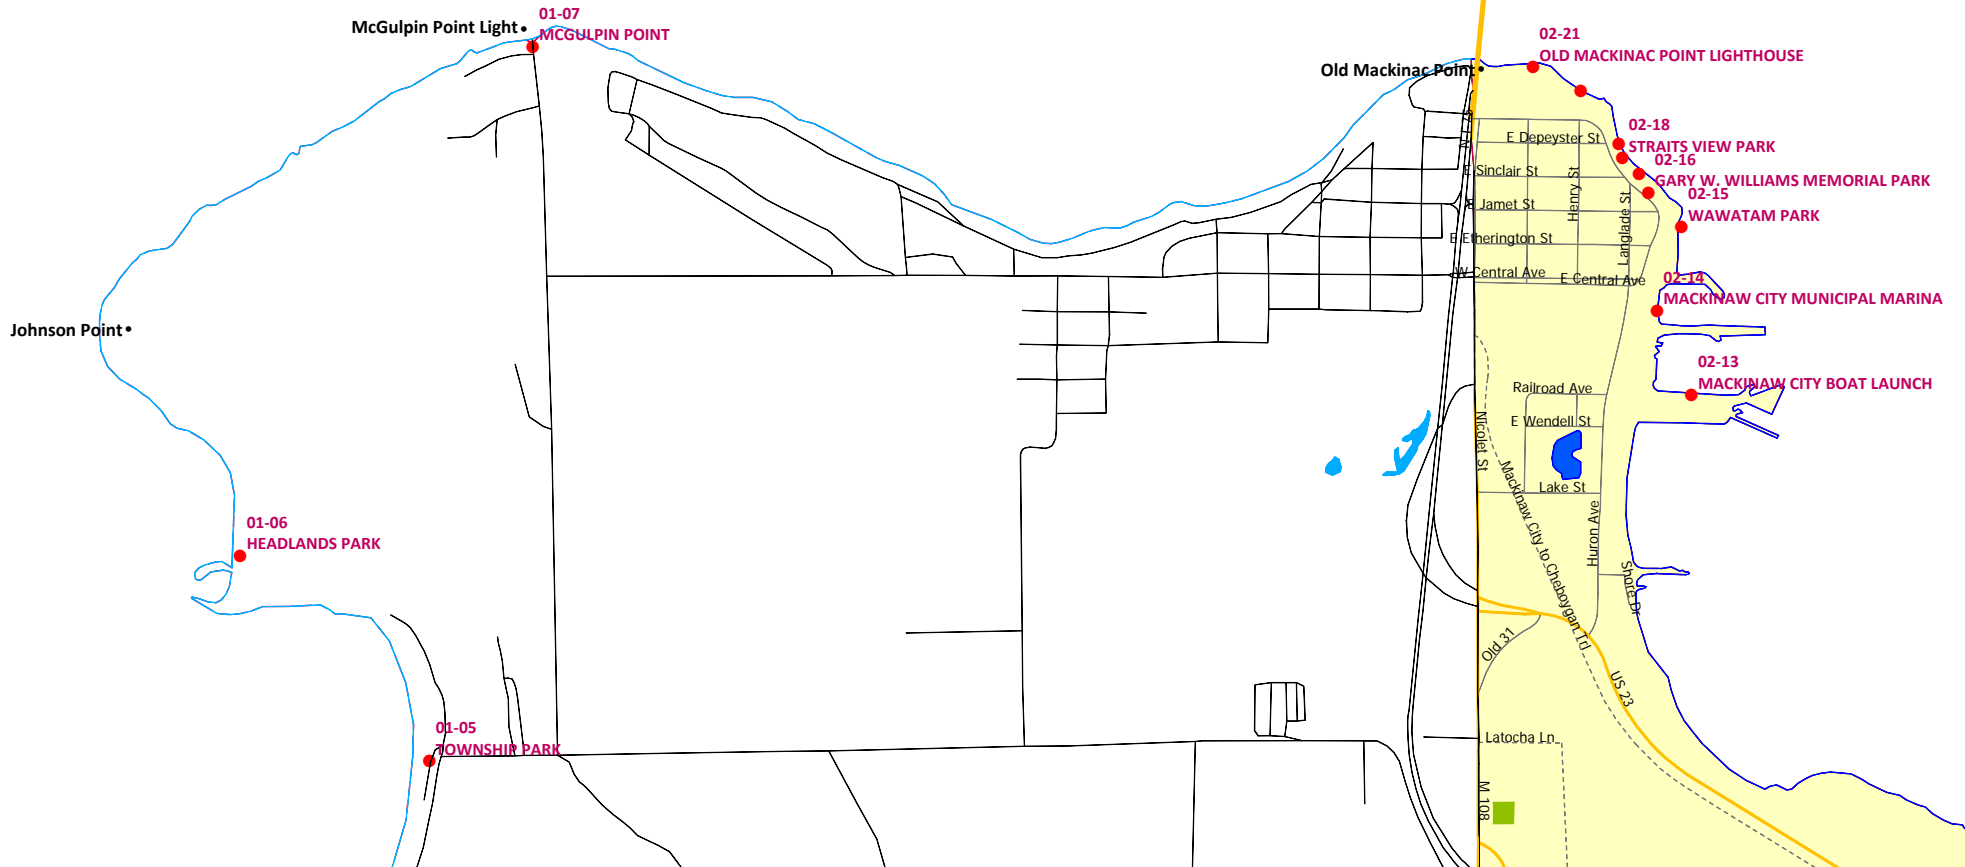 01-07
McGulpin Point Light
MCGULPIN POINT
02-21
OLD MACKINAC POINT LIGHTHOUSE
Old Mackinac Point
02-18
STRAITS VIEW PARK
02-16
GARY W. WILLIAMS MEMORIAL PARK
02-15
WAWATAM PARK
E Depeyster St
E Sinclair St
Henry St
E Jamet St
Langlade St
E Etherington St
W Central Ave
E Central Ave
02-14
MACKINAW CITY MUNICIPAL MARINA
Johnson Point
02-13
MACKINAW CITY BOAT LAUNCH
Railroad Ave
E Wendell St
Nicolet St
Lake St
Mackinaw City to Cheboygan Trl
Huron Ave
01-06
HEADLANDS PARK
Shore Dr
Old 31
US 23
01-05
TOWNSHIP PARK
Latocha Ln
M 108